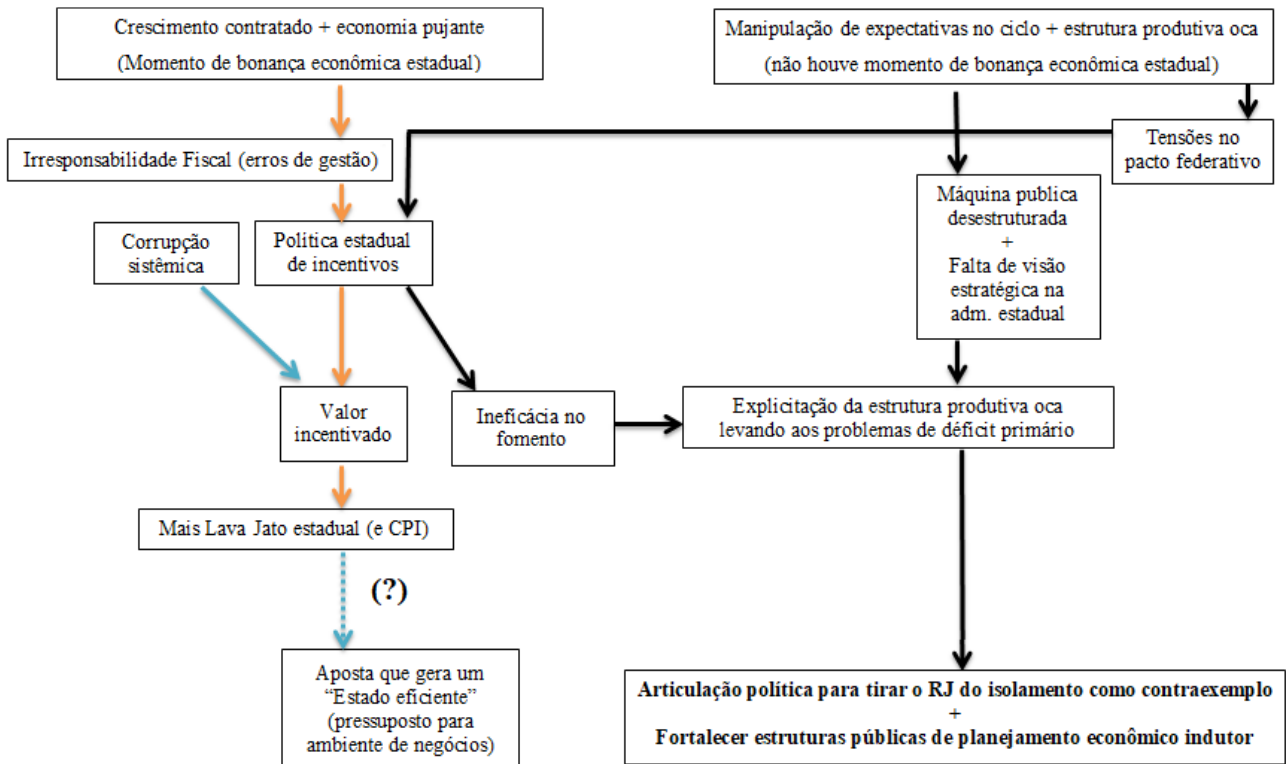 Crescimento contratado + economia pujante
(Momento de bonança econômica estadual)
Manipulação de expectativas no ciclo + estrutura produtiva oca
(não houve momento de bonança econômica estadual)
Irresponsabilidade Fiscal (erros de gestão)
Tensões no
pacto federativo
Corrupção
sistêmica
Política estadual
de incentivos
Máquina publica
desestruturada
+
Falta de visão
estratégica na
adm. estadual
Valor
incentivado
Ineficácia no
fomento
Explicitação da estrutura produtiva oca
levando aos problemas de déficit primário
Mais Lava Jato estadual (e CPI)
(?)
Aposta que gera um
“Estado eficiente”
(pressuposto para
ambiente de negócios)
Articulação política para tirar o RJ do isolamento como contraexemplo
+
Fortalecer estruturas públicas de planejamento econômico indutor